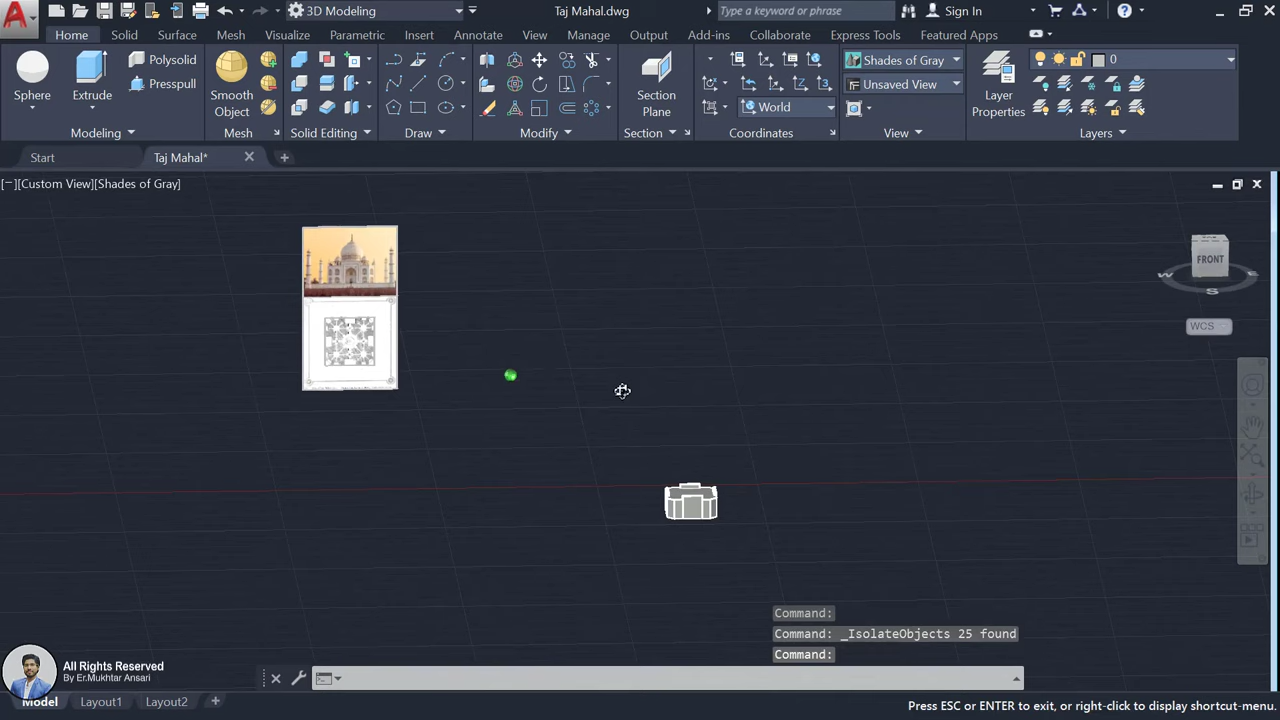 A
3D Modeling
Taj Mahal.dwg
Type a keyword or phrase
Sign In
Home
Solid
Surface
Mesh
Visualize
Parametric
Insert
Annotate
View
Manage
Output
Add-ins
Collaborate
Express Tools
Featured Apps
Sphere
Extrude
Polysolid
Presspull
Smooth
Object
Section
Plane
World
Shades of Gray
Unsaved View
Layer
Properties
0
Modeling
Mesh
Solid Editing
Draw
Modify
Section
Coordinates
View
Layers
Start
Taj Mahal*
[−][Custom View][Shades of Gray]
FRONT
W
S
E
WCS
Command:
Command: _IsolateObjects 25 found
Command:
All Rights Reserved
By Er.Mukhtar Ansari
Model
Layout1
Layout2
Press ESC or ENTER to exit, or right-click to display shortcut-menu.